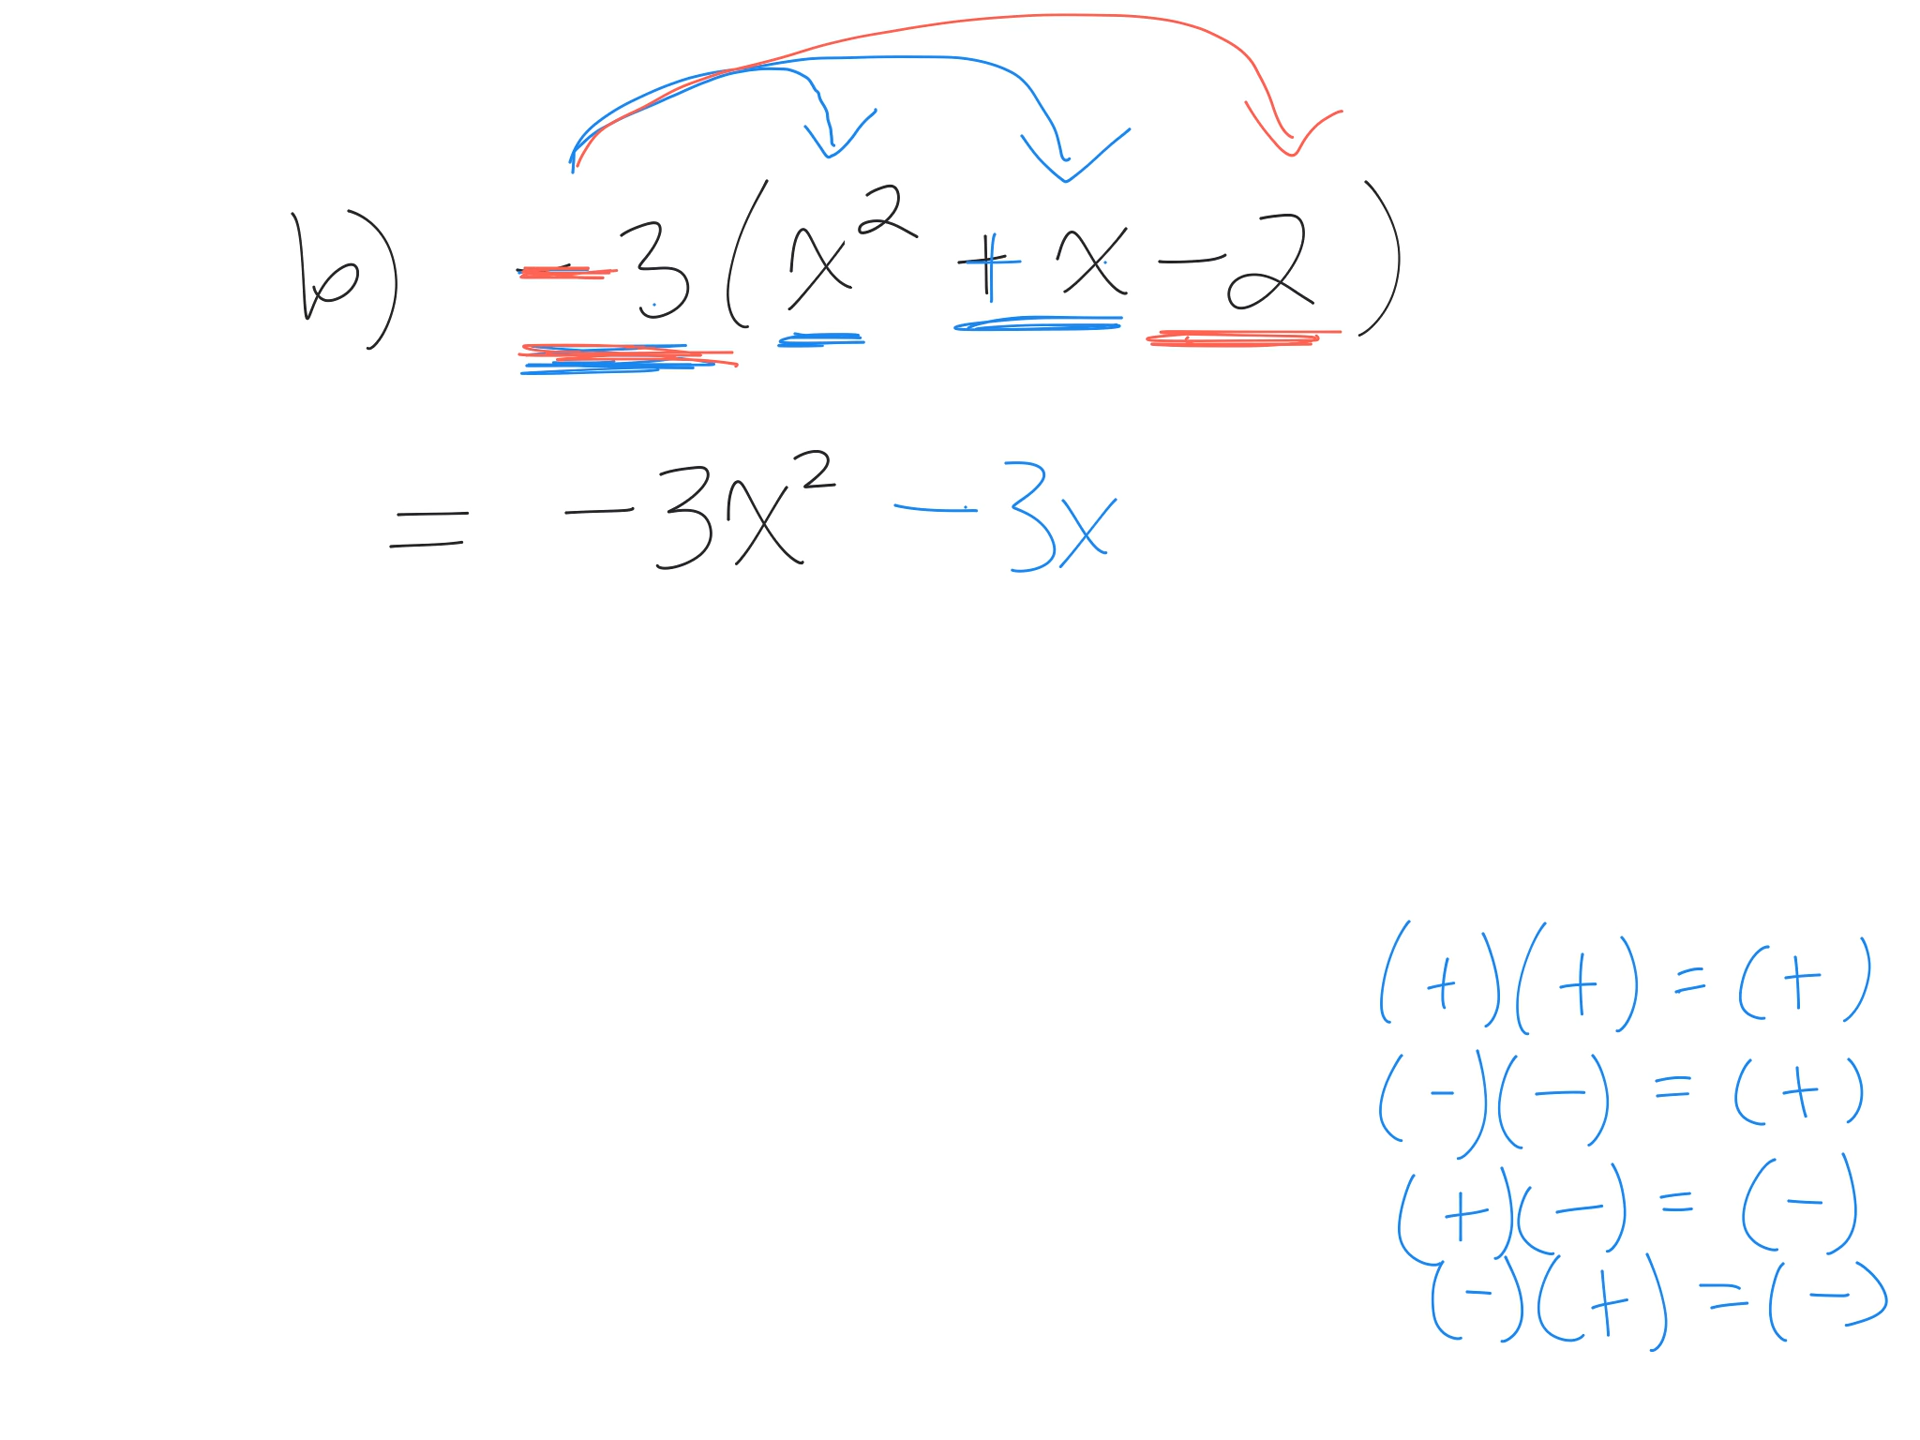 b) -3(x² + x - 2)
= -3x² - 3x
(+)(+) = (+)
(-)(-) = (+)
(+)(-) = (-)
(-)(+) = (-)